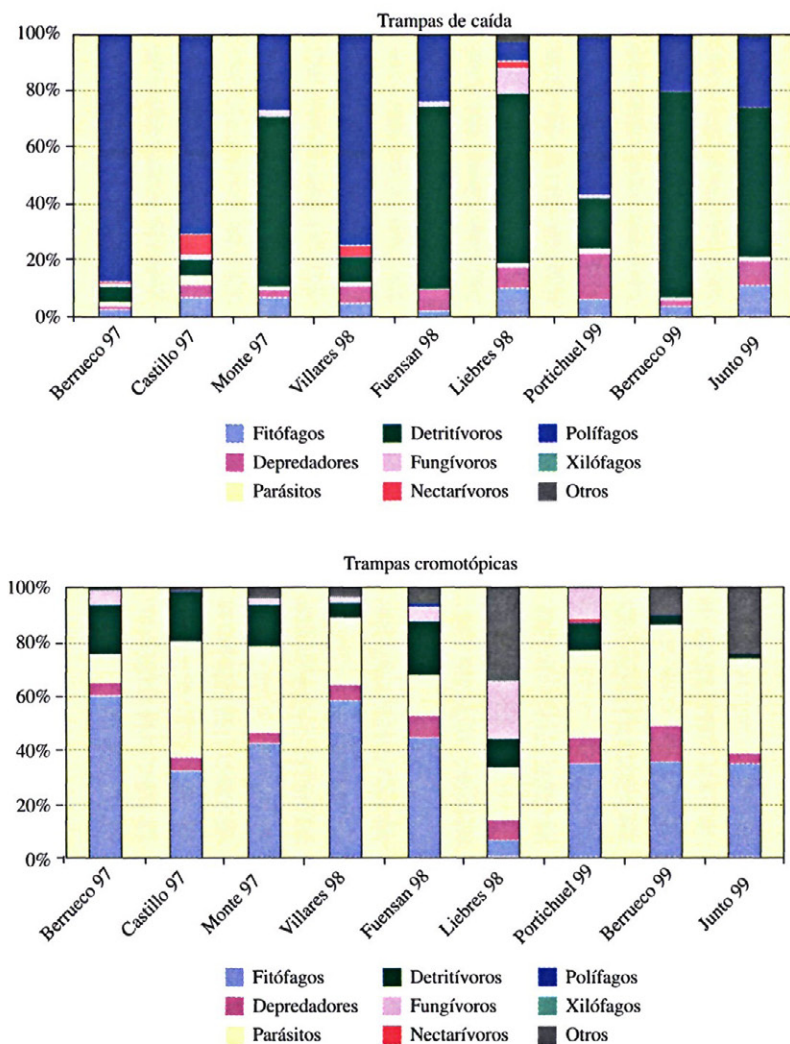 Trampas de caída
100%
80%
60%
40%
20%
0%
Berrueco 97
Castillo 97
Monte 97
Villares 98
Fuensan 98
Liebres 98
Portichuel 99
Berrueco 99
Junto 99
Fitófagos Detritívoros Polífagos
Depredadores Fungívoros Xilófagos
Parásitos Nectarívoros Otros
Trampas cromotópicas
100%
80%
60%
40%
20%
0%
Berrueco 97
Castillo 97
Monte 97
Villares 98
Fuensan 98
Liebres 98
Portichuel 99
Berrueco 99
Junto 99
Fitófagos Detritívoros Polífagos
Depredadores Fungívoros Xilófagos
Parásitos Nectarívoros Otros